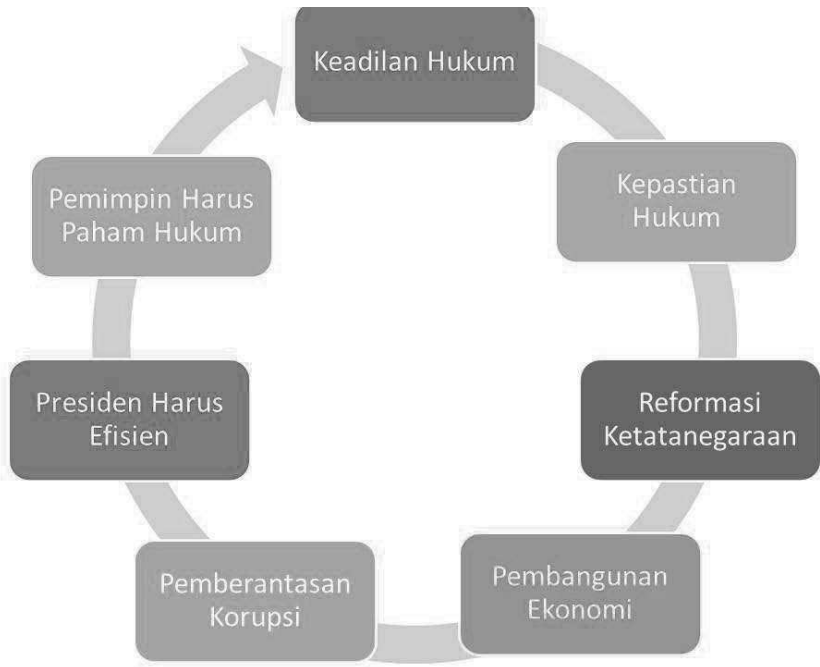 Keadilan Hukum
Kepastian
Hukum
Reformasi
Ketatanegaraan
Pembangunan
Ekonomi
Pemberantasan
Korupsi
Presiden Harus
Efisien
Pemimpin Harus
Paham Hukum